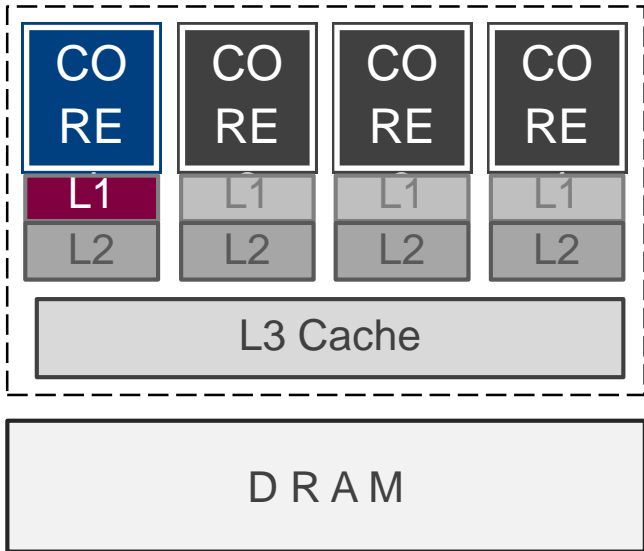 CO CO CO CO
RE RE RE RE
L1 L1 L1 L1
L2 L2 L2 L2
L3 Cache
D R A M